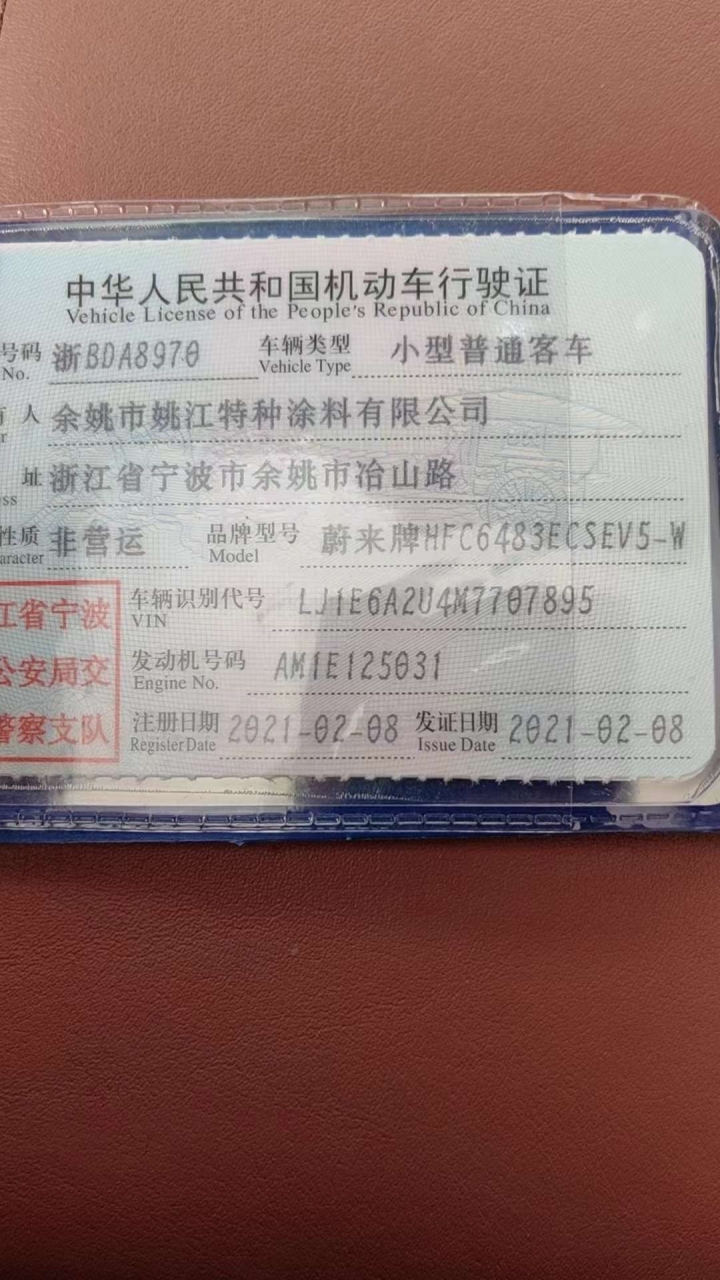 中华人民共和国机动车行驶证
Vehicle License of the People's Republic of China
号码 浙BDA8970 车辆类型 小型普通客车
No. Vehicle Type
人 余姚市姚江特种涂料有限公司
址 浙江省宁波市余姚市冶山路
性质 非营运 品牌型号 蔚来牌HFC6483ECSEV5-W
aracter Model
江省宁波 车辆识别代号 LJ1E6A2U4M7707895
VIN
公安局交 发动机号码 AM1E125031
Engine No.
警察支队 注册日期 2021-02-08 发证日期 2021-02-08
Register Date Issue Date